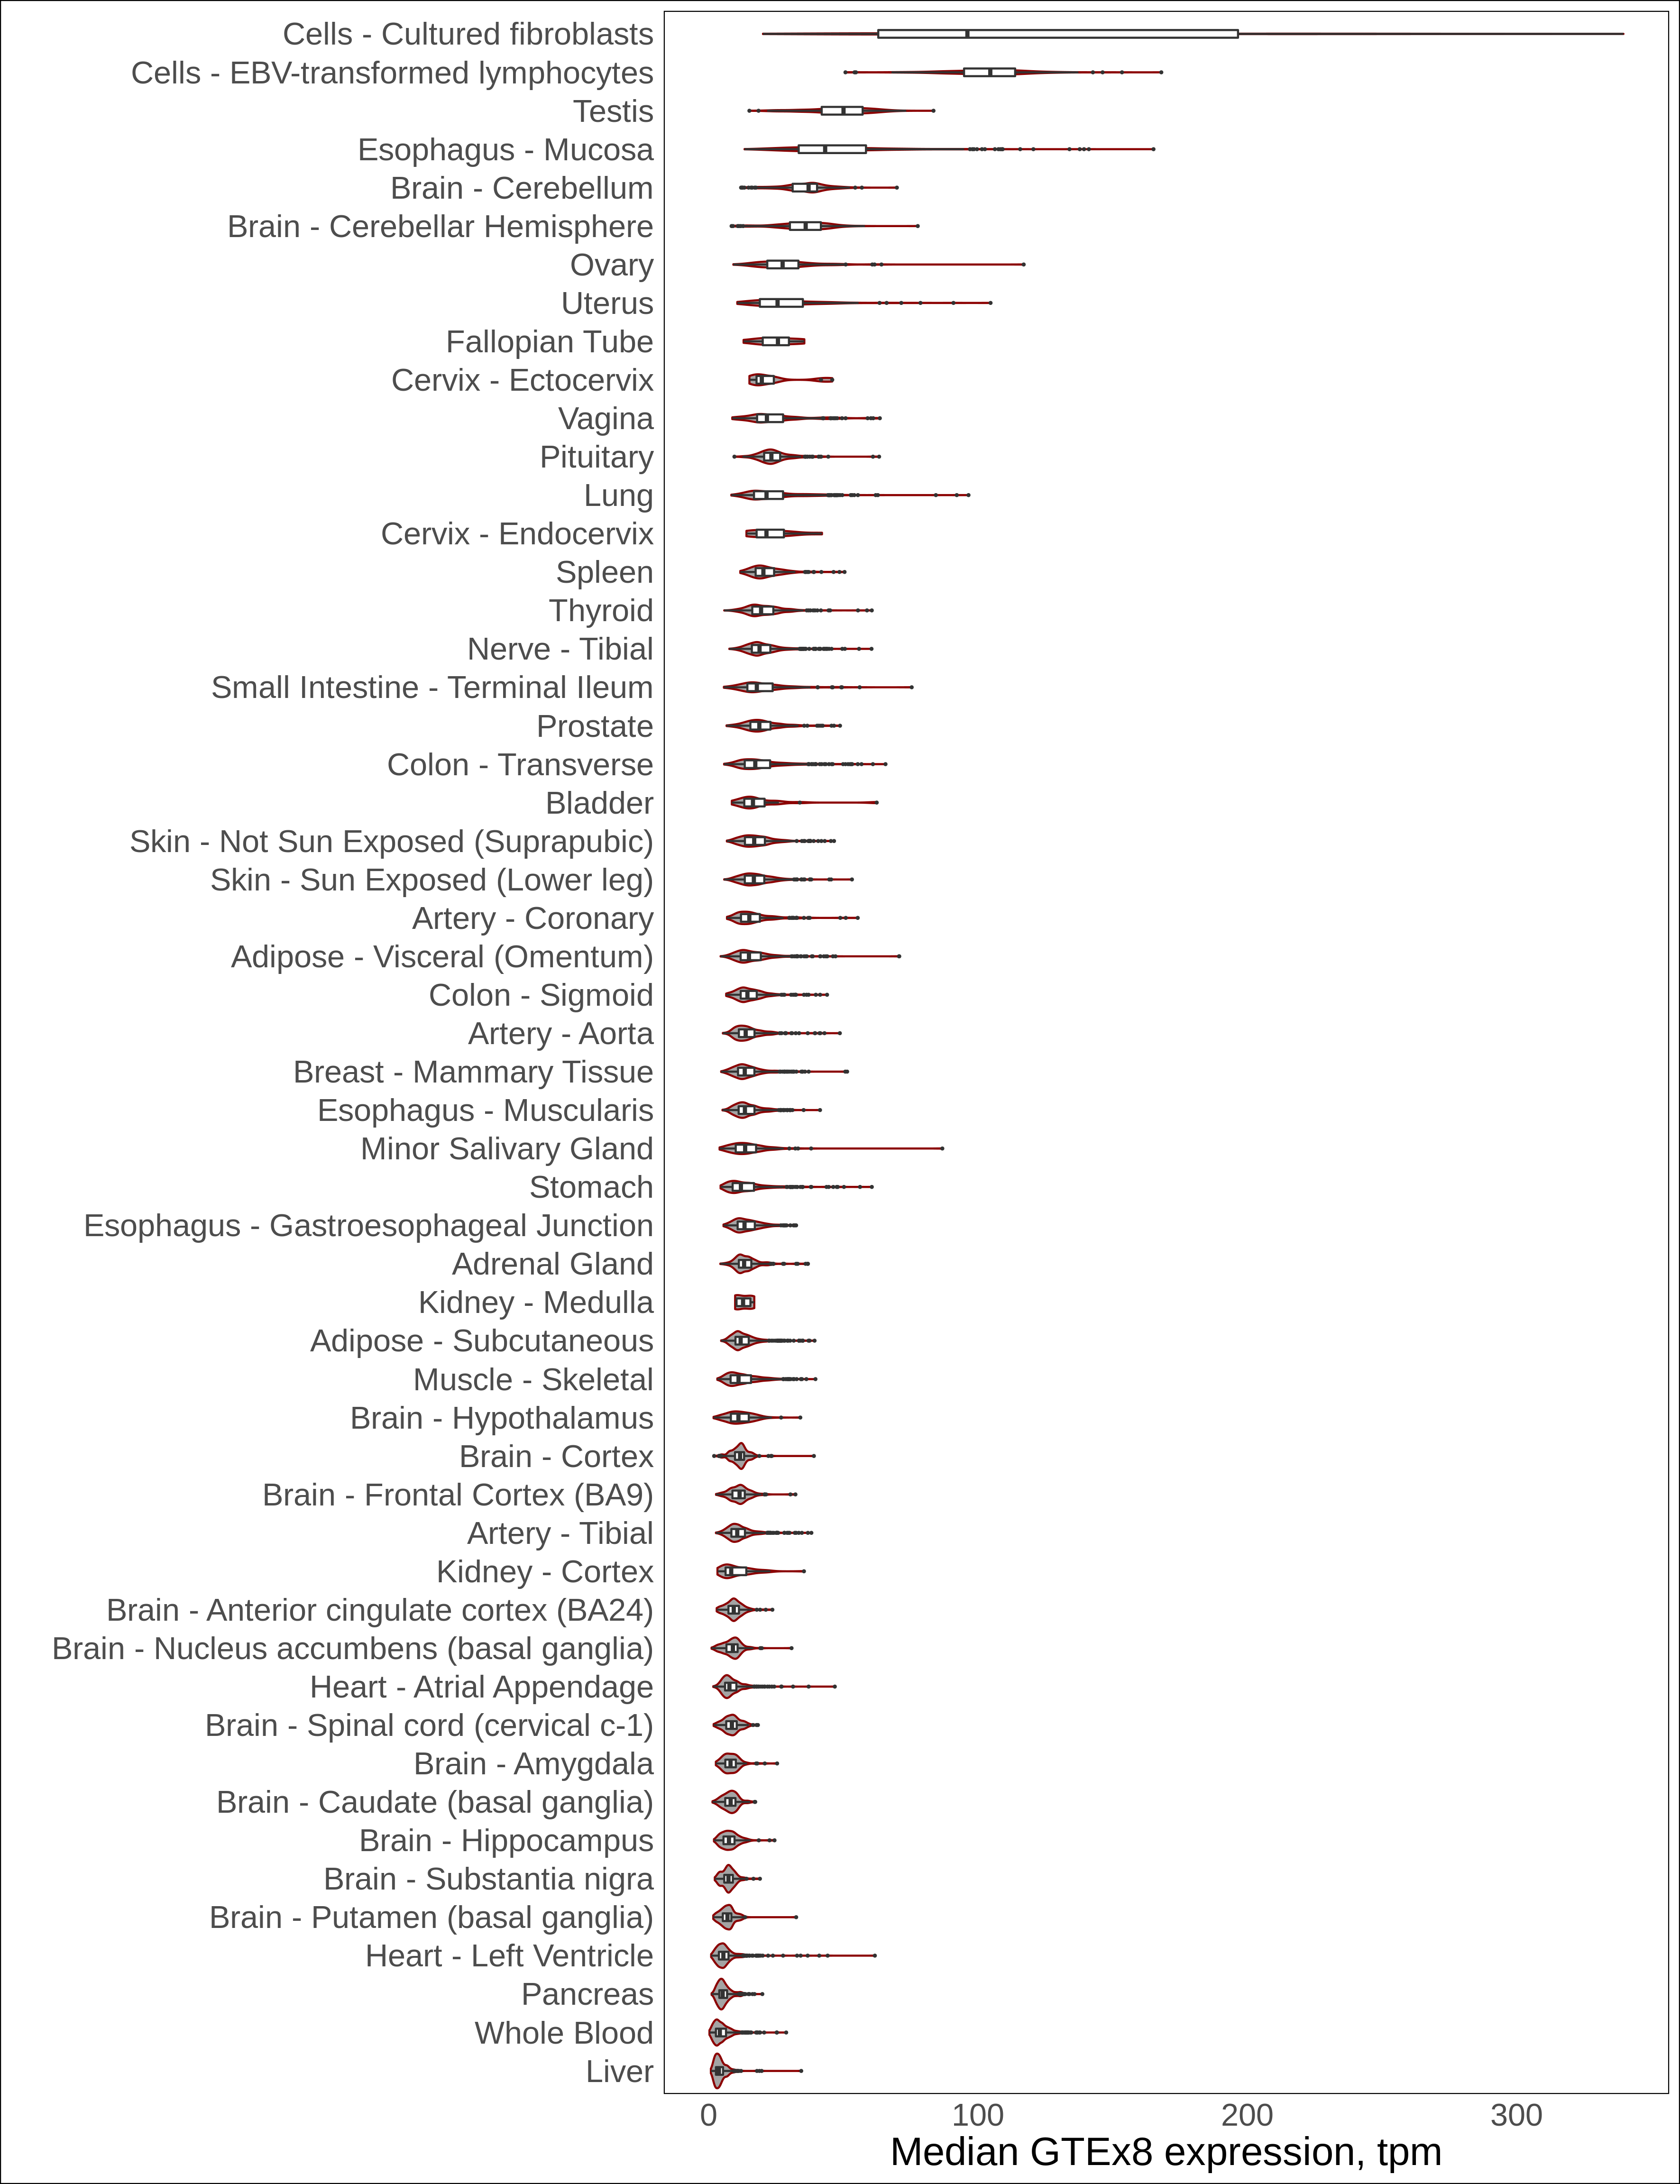 Cells - Cultured fibroblasts
Cells - EBV-transformed lymphocytes
Testis
Esophagus - Mucosa
Brain - Cerebellum
Brain - Cerebellar Hemisphere
Ovary
Uterus
Fallopian Tube
Cervix - Ectocervix
Vagina
Pituitary
Lung
Cervix - Endocervix
Spleen
Thyroid
Nerve - Tibial
Small Intestine - Terminal Ileum
Prostate
Colon - Transverse
Bladder
Skin - Not Sun Exposed (Suprapubic)
Skin - Sun Exposed (Lower leg)
Artery - Coronary
Adipose - Visceral (Omentum)
Colon - Sigmoid
Artery - Aorta
Breast - Mammary Tissue
Esophagus - Muscularis
Minor Salivary Gland
Stomach
Esophagus - Gastroesophageal Junction
Adrenal Gland
Kidney - Medulla
Adipose - Subcutaneous
Muscle - Skeletal
Brain - Hypothalamus
Brain - Cortex
Brain - Frontal Cortex (BA9)
Artery - Tibial
Kidney - Cortex
Brain - Anterior cingulate cortex (BA24)
Brain - Nucleus accumbens (basal ganglia)
Heart - Atrial Appendage
Brain - Spinal cord (cervical c-1)
Brain - Amygdala
Brain - Caudate (basal ganglia)
Brain - Hippocampus
Brain - Substantia nigra
Brain - Putamen (basal ganglia)
Heart - Left Ventricle
Pancreas
Whole Blood
Liver
0 100 200 300
Median GTEx8 expression, tpm